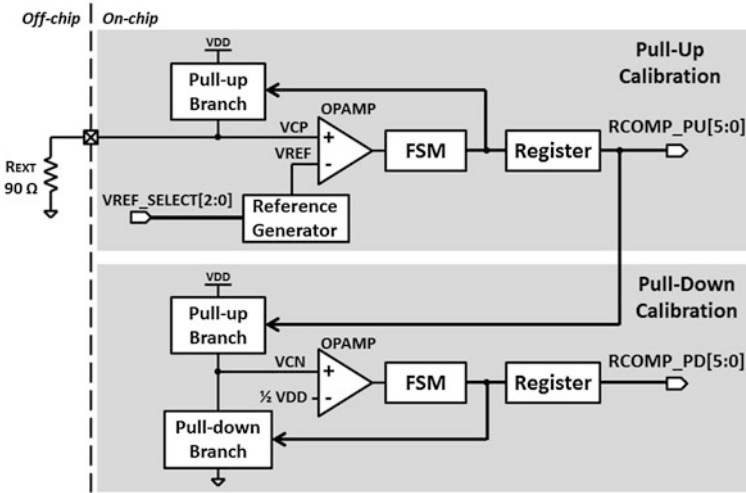 Off-chip
On-chip
Pull-Up
Calibration
VDD
Pull-up
Branch
OPAMP
VCP
+
VREF
-
FSM
Register
RCOMP_PU[5:0]
REXT
90 Ω
VREF_SELECT[2:0]
Reference
Generator
Pull-Down
Calibration
VDD
Pull-up
Branch
OPAMP
VCN
+
½ VDD
-
FSM
Register
RCOMP_PD[5:0]
Pull-down
Branch